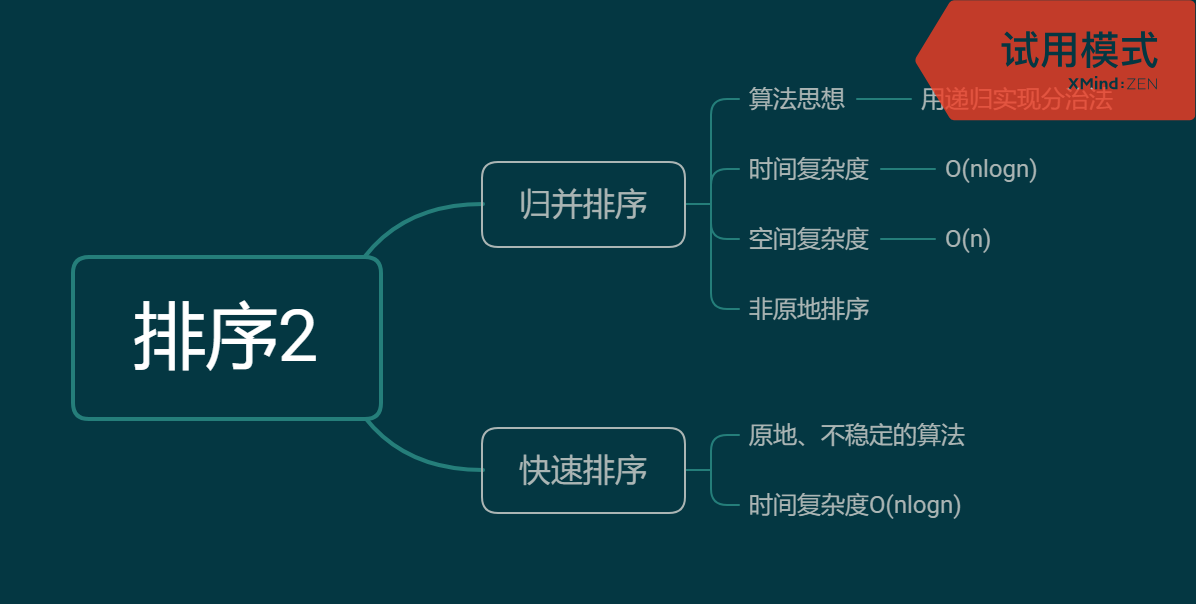 试用模式
XMind:ZEN
算法思想
用递归实现分治法
时间复杂度
O(nlogn)
归并排序
空间复杂度
O(n)
非原地排序
排序2
原地、不稳定的算法
快速排序
时间复杂度O(nlogn)